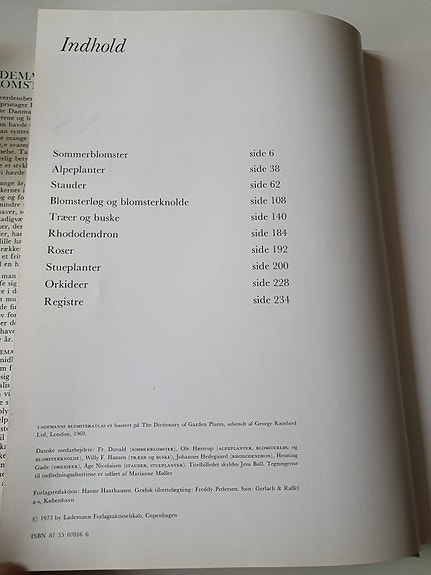 Indhold
Sommerblomster side 6
Alpeplanter side 38
Stauder side 62
Blomsterløg og blomsterknolde side 108
Træer og buske side 140
Rhododendron side 184
Roser side 192
Stueplanter side 200
Orkideer side 228
Registre side 234
LADEMANNS BLOMSTERATLAS er baseret på The Dictionary of Garden Plants, udsendt af George Rainbird
Ltd, London, 1969.
Danske medarbejdere: Fr. Duvald (SOMMERBLOMSTER), Ole Hæstrup (ALPEPLANTER, BLOMSTERLØG OG
BLOMSTERKNOLDE), Willy F. Hansen (TRÆER OG BUSKE), Johannes Hedegaard (RHODODENDRON), Henning
Gade (ORKIDEER), Åge Nicolaisen (STAUDER, STUEPLANTER). Titelbilledet skyldes Jens Bull. Tegningerne
til indledningsafsnittene er udført af Marianne Møller
Forlagsredaktion: Hanne Haxthausen. Grafisk tilrettelægning: Freddy Pedersen. Sats: Gerlach & Raffel
a-s, København
© 1973 by Lademann Forlagsaktieselskab, Copenhagen
ISBN 87 15 07016 6